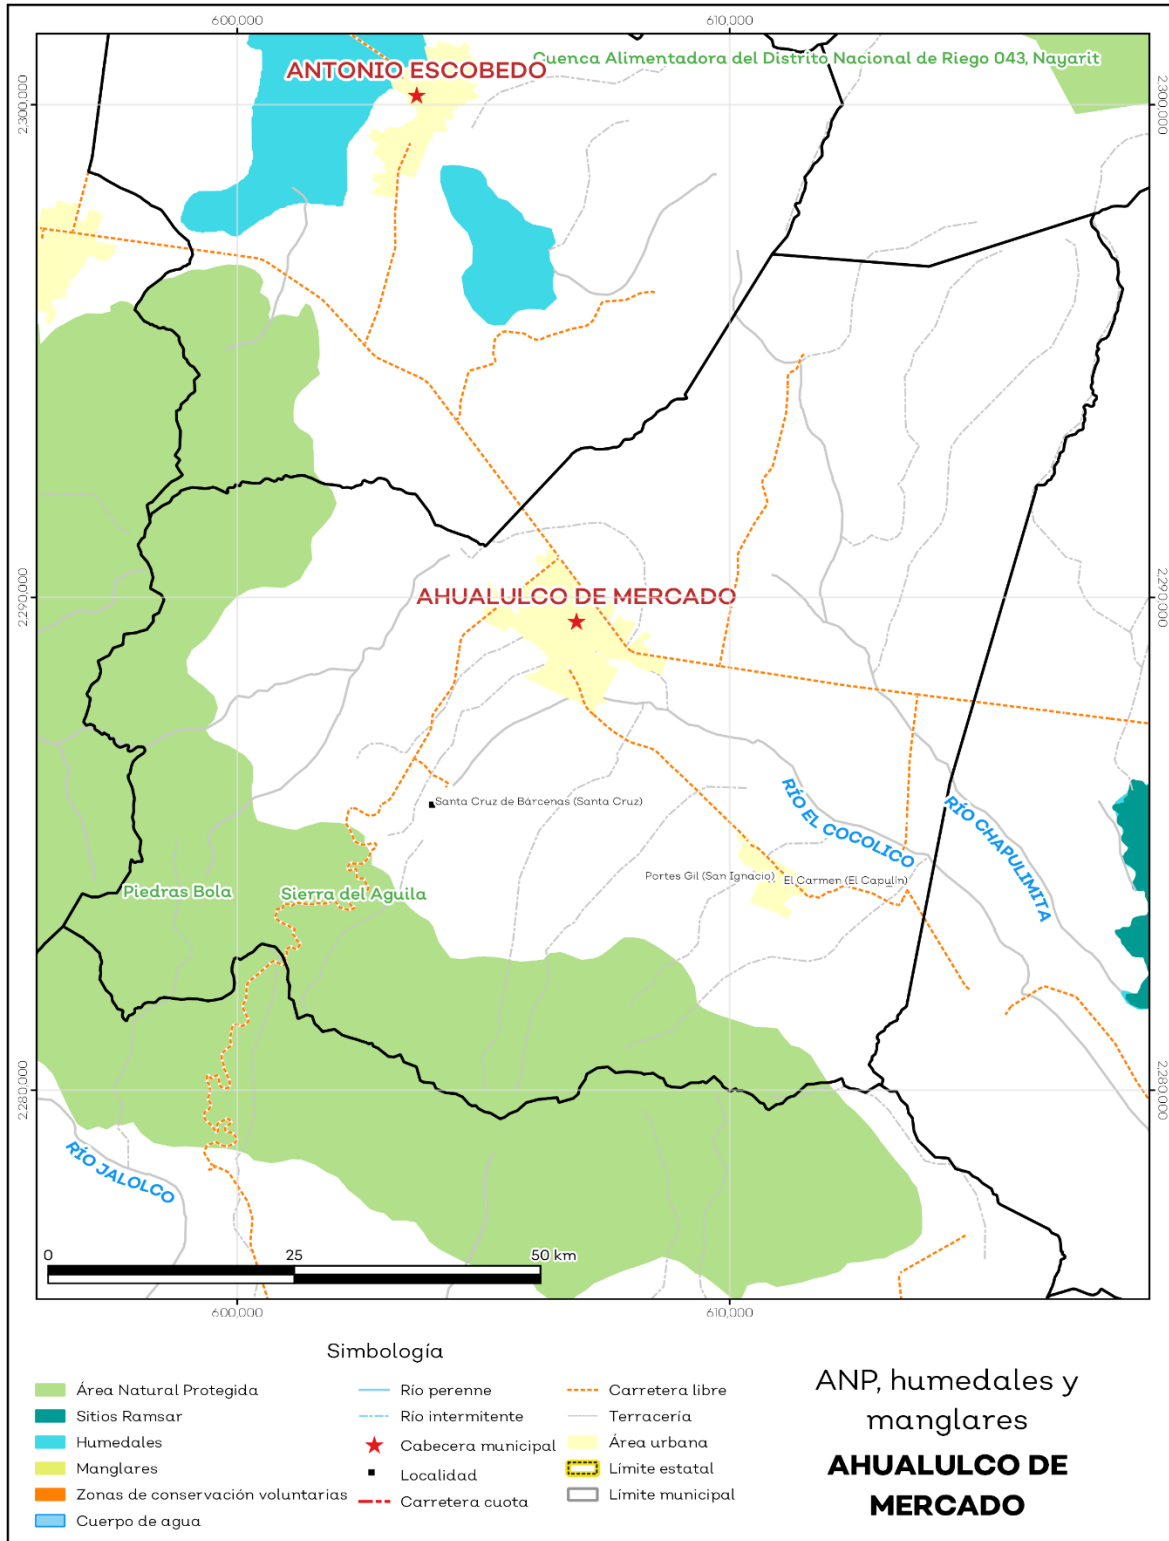 600,000
610,000
Cuenca Alimentadora del Distrito Nacional de Riego 043, Nayarit
ANTONIO ESCOBEDO
2300000
2,300,000
AHUALULCO DE MERCADO
2290000
2,290,000
Santa Cruz de Bárcenas (Santa Cruz)
RÍO EL COCOLICO
RÍO CHAPULIMITA
Portes Gil (San Ignacio)
El Carmen (El Capulín)
Piedras Bola
Sierra del Aguila
2280000
2,280,000
RÍO JALOLCO
0
25
50 km
600,000
610,000
Simbología
Área Natural Protegida
Sitios Ramsar
Humedales
Manglares
Zonas de conservación voluntarias
Cuerpo de agua
Río perenne
Río intermitente
Cabecera municipal
Localidad
Carretera cuota
Carretera libre
Terracería
Área urbana
Límite estatal
Límite municipal
ANP, humedales y
manglares
AHUALULCO DE
MERCADO